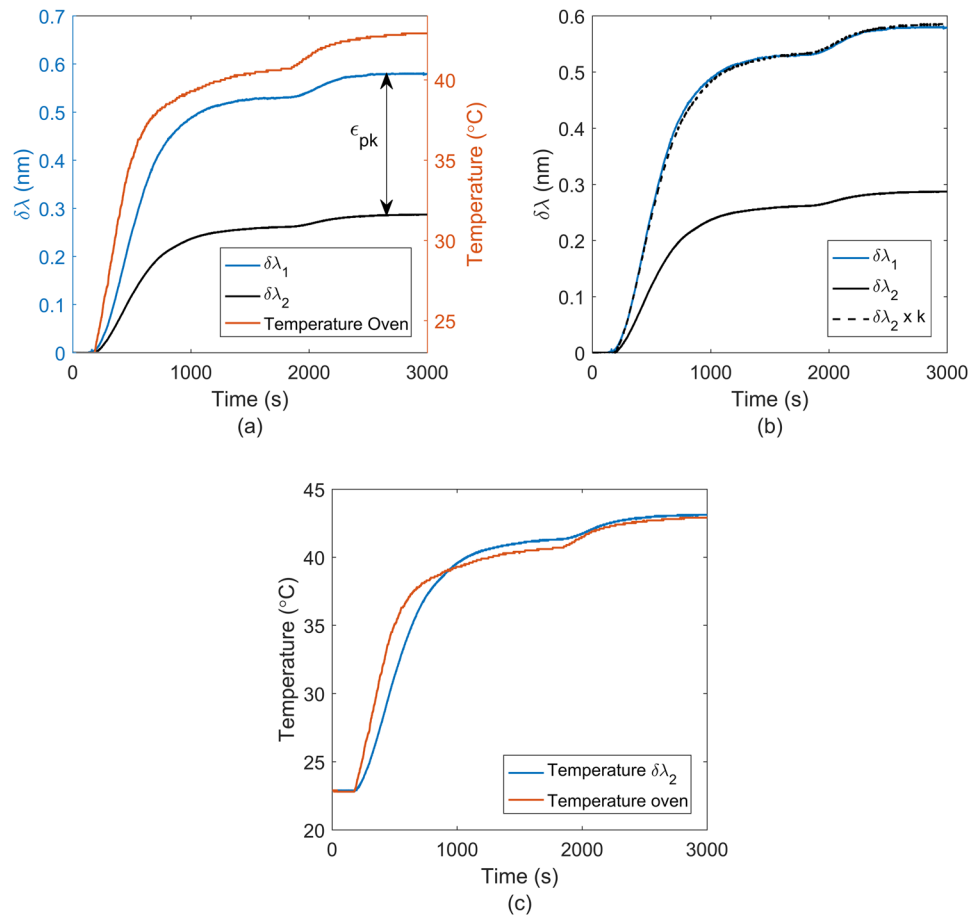 0.7
0.6
0.5
0.4
0.3
0.2
0.1
0
δλ (nm)
40
35
30
25
Temperature (°C)
ϵpk
δλ1
δλ2
Temperature Oven
0 1000 2000 3000
Time (s)
(a)
0.6
0.5
0.4
0.3
0.2
0.1
0
δλ (nm)
δλ1
δλ2
δλ2 x k
0 1000 2000 3000
Time (s)
(b)
45
40
35
30
25
20
Temperature (°C)
Temperature δλ2
Temperature oven
0 1000 2000 3000
Time (s)
(c)